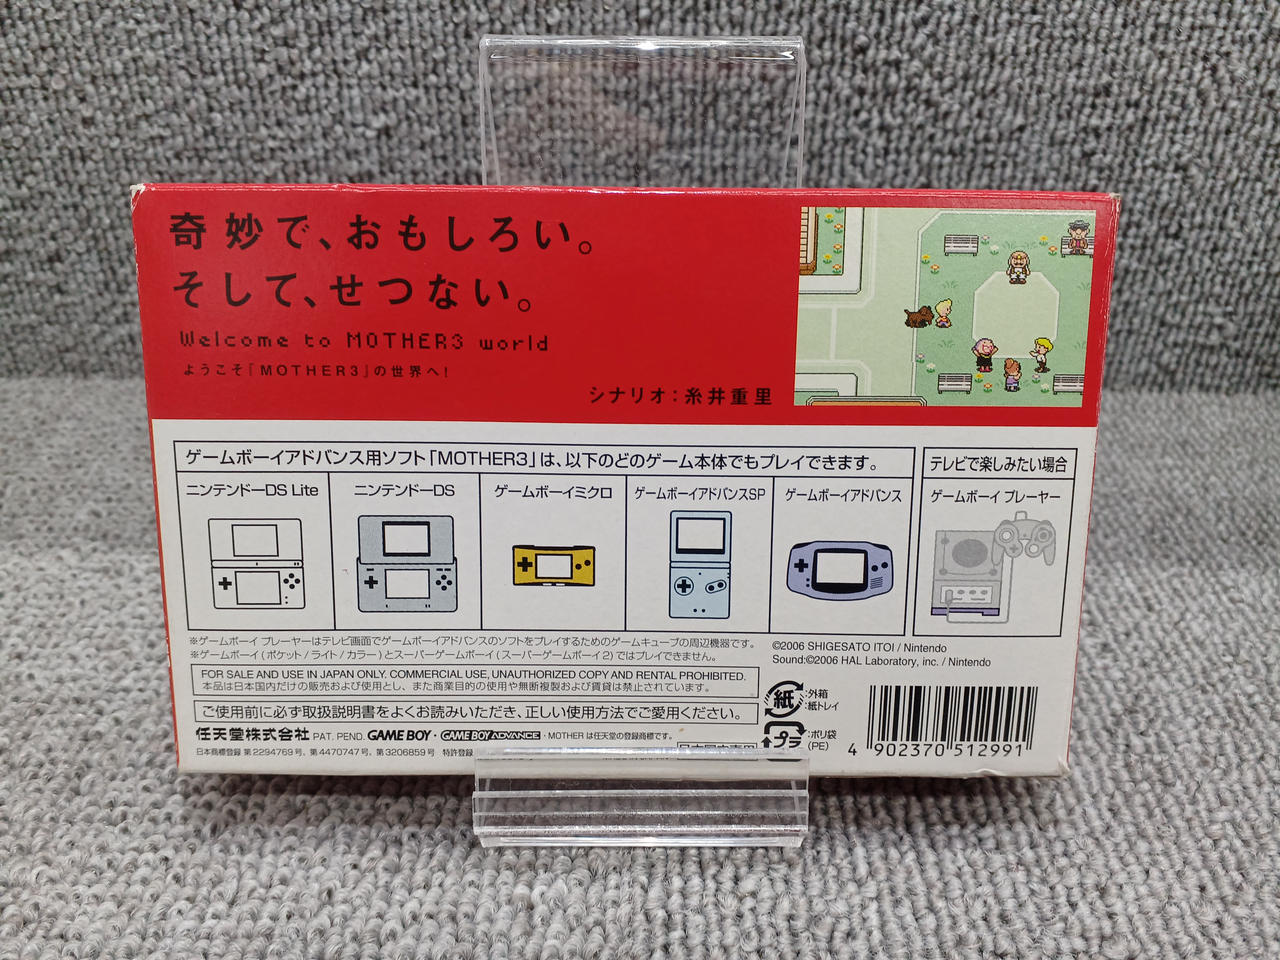 奇妙で、おもしろい。
そして、せつない。
Welcome to MOTHER3 world
ようこそ「MOTHER3」の世界へ！
シナリオ：糸井重里
ゲームボーイアドバンス用ソフト「MOTHER3」は、以下のどのゲーム本体でもプレイできます。
テレビで楽しみたい場合
ニンテンドーDS Lite
ニンテンドーDS
ゲームボーイミクロ
ゲームボーイアドバンスSP
ゲームボーイアドバンス
ゲームボーイ プレーヤー
※ゲームボーイ プレーヤーはテレビ画面でゲームボーイアドバンスのソフトをプレイするためのゲームキューブの周辺機器です。
※ゲームボーイ(ポケット/ライト/カラー)とスーパーゲームボーイ(スーパーゲームボーイ2)ではプレイできません。
©2006 SHIGESATO ITOI / Nintendo
Sound:©2006 HAL Laboratory, inc. / Nintendo
FOR SALE AND USE IN JAPAN ONLY. COMMERCIAL USE, UNAUTHORIZED COPY AND RENTAL PROHIBITED.
本品は日本国内だけの販売および使用とし、また商業目的の使用や無断複製および賃貸は禁止されています。
ご使用前に必ず取扱説明書をよくお読みいただき、正しい使用方法でご愛用ください。
任天堂株式会社 PAT. PEND. GAME BOY・GAME BOY ADVANCE・MOTHER は任天堂の登録商標です。
日本商標登録 第2294769号、第4470747号、第3206859号 特許登録
紙
:外箱
:紙トレイ
プラ
:ポリ袋
(PE)
4 902370 512991